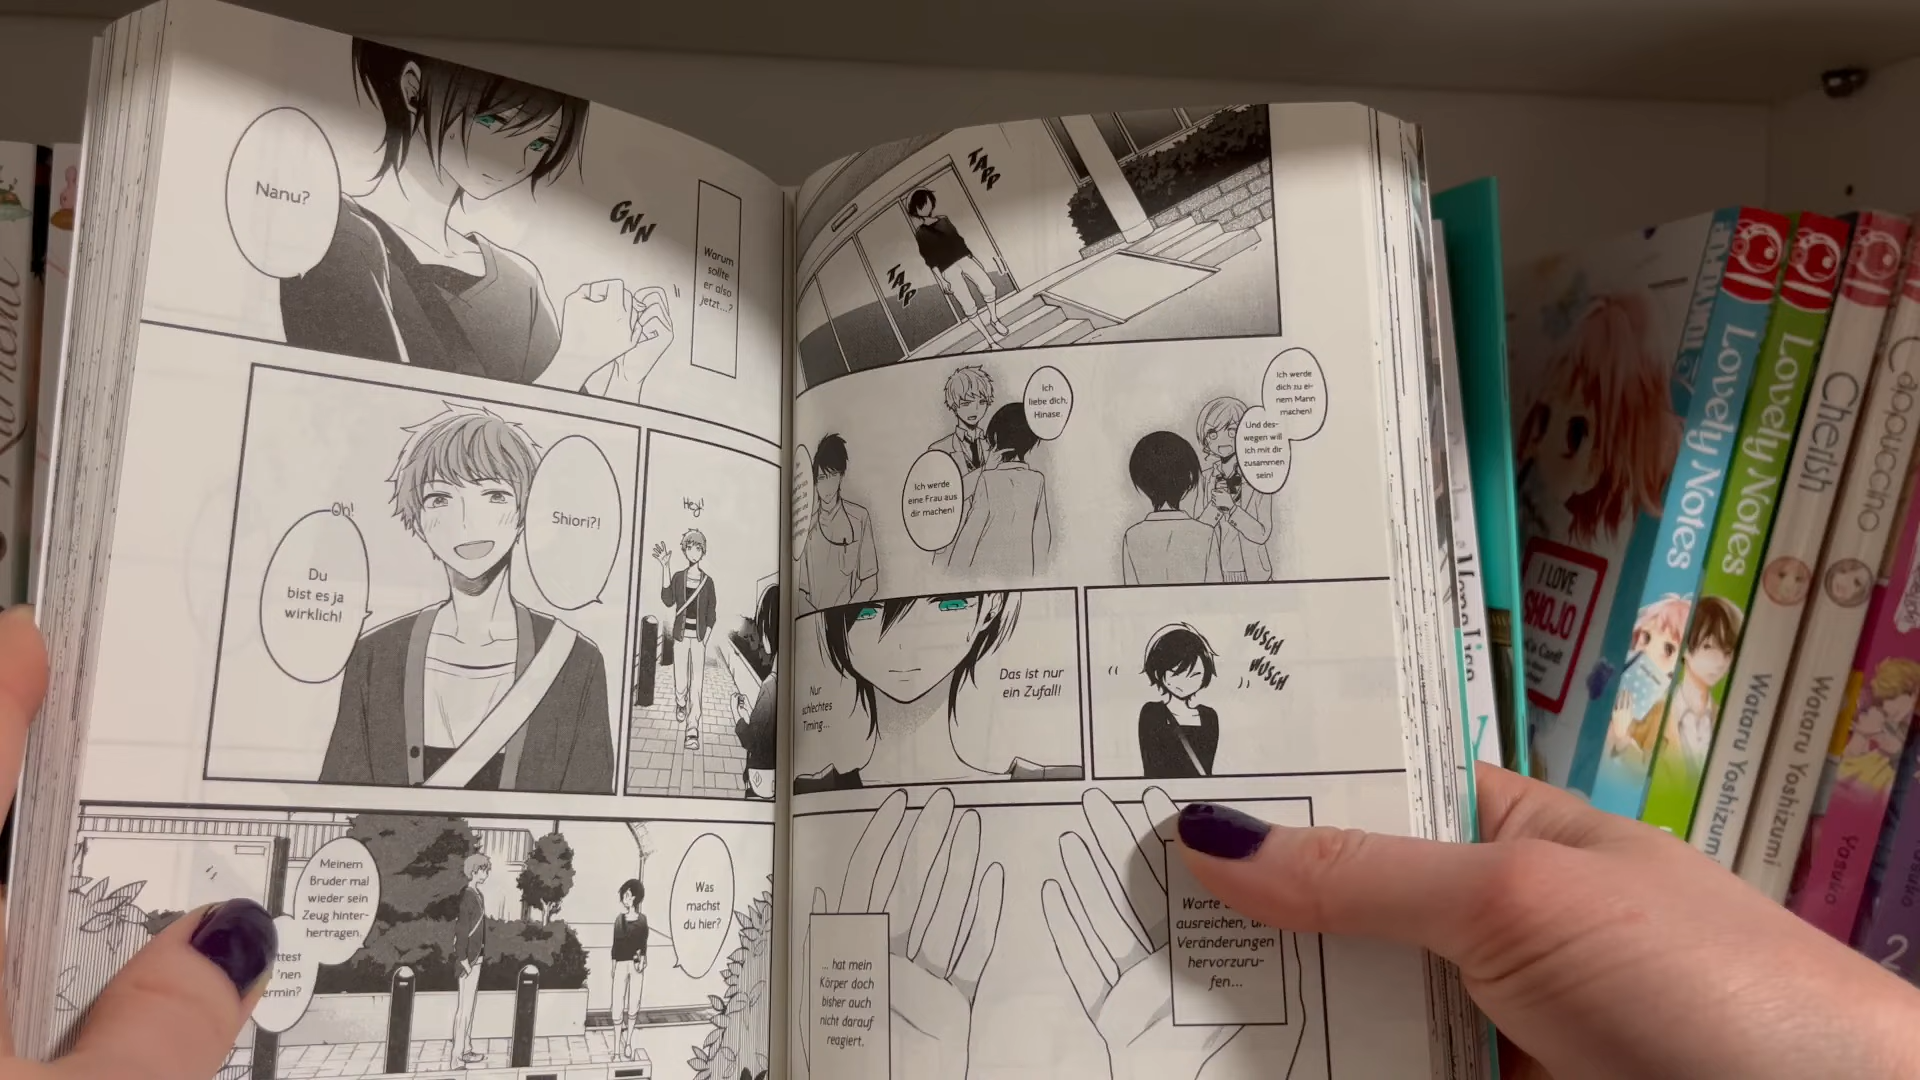 TAPP
TAPP
Ich werde
dich zu ei-
nem Mann
machen!
Und des-
wegen will
ich mit dir
zusammen
sein!
Ich
liebe dich,
Hinase.
Ich werde
eine Frau aus
dir machen!
WUSCH
WUSCH
Das ist nur
ein Zufall!
Nur
schlechtes
Timing...
Worte
ausreichen,
Veränderungen
hervorzuru-
fen...
... hat mein
Körper doch
bisher auch
nicht darauf
reagiert.
Warum
sollte
er also
jetzt...?
GNN
Nanu?
Hey!
Shiori?!
Oh!
Du
bist es ja
wirklich!
Was
machst
du hier?
Meinem
Bruder mal
wieder sein
Zeug hinter-
hertragen.
'nen
I LOVE
SHOJO
Lovely Notes
Lovely Notes
Cherish
Wataru Yoshizumi
Cappuccino
Wataru Yoshizumi
Yasuko
2